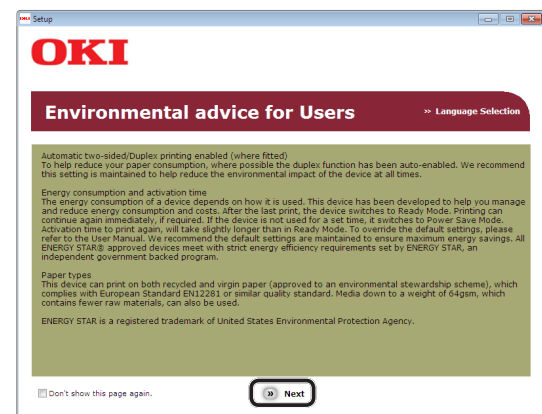 OKI Setup
OKI
Environmental advice for Users
» Language Selection
Automatic two-sided/Duplex printing enabled (where fitted)
To help reduce your paper consumption, where possible the duplex function has been auto-enabled. We recommend
this setting is maintained to help reduce the environmental impact of the device at all times.
Energy consumption and activation time
The energy consumption of a device depends on how it is used. This device has been developed to help you manage
and reduce energy consumption and costs. After the last print, the device switches to Ready Mode. Printing can
continue again immediately, if required. If the device is not used for a set time, it switches to Power Save Mode.
Activation time to print again, will take slightly longer than in Ready Mode. To override the default settings, please
refer to the User Manual. We recommend the default settings are maintained to ensure maximum energy savings. All
ENERGY STAR® approved devices meet with strict energy efficiency requirements set by ENERGY STAR, an
independent government backed program.
Paper types
This device can print on both recycled and virgin paper (approved to an environmental stewardship scheme), which
complies with European Standard EN12281 or similar quality standard. Media down to a weight of 64gsm, which
contains fewer raw materials, can also be used.
ENERGY STAR is a registered trademark of United States Environmental Protection Agency.
Don't show this page again.
» Next